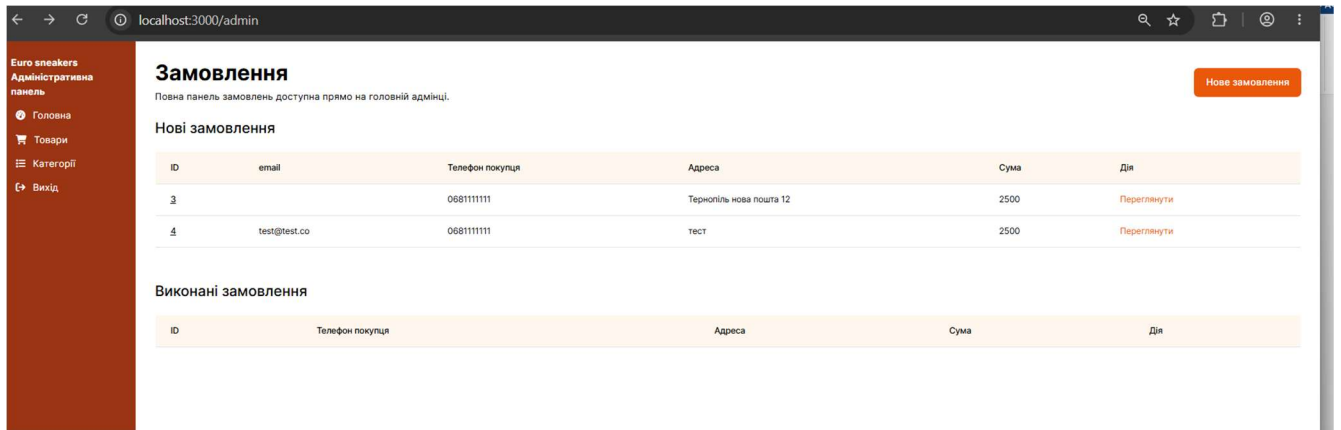 localhost:3000/admin
Euro sneakers
Адміністративна
панель
Головна
Товари
Категорії
Вихід
Замовлення
Повна панель замовлень доступна прямо на головній адмінці.
Нове замовлення
Нові замовлення
ID email Телефон покупця Адреса Сума Дія
3 0681111111 Тернопіль нова пошта 12 2500 Переглянути
4 test@test.co 0681111111 тест 2500 Переглянути
Виконані замовлення
ID Телефон покупця Адреса Сума Дія